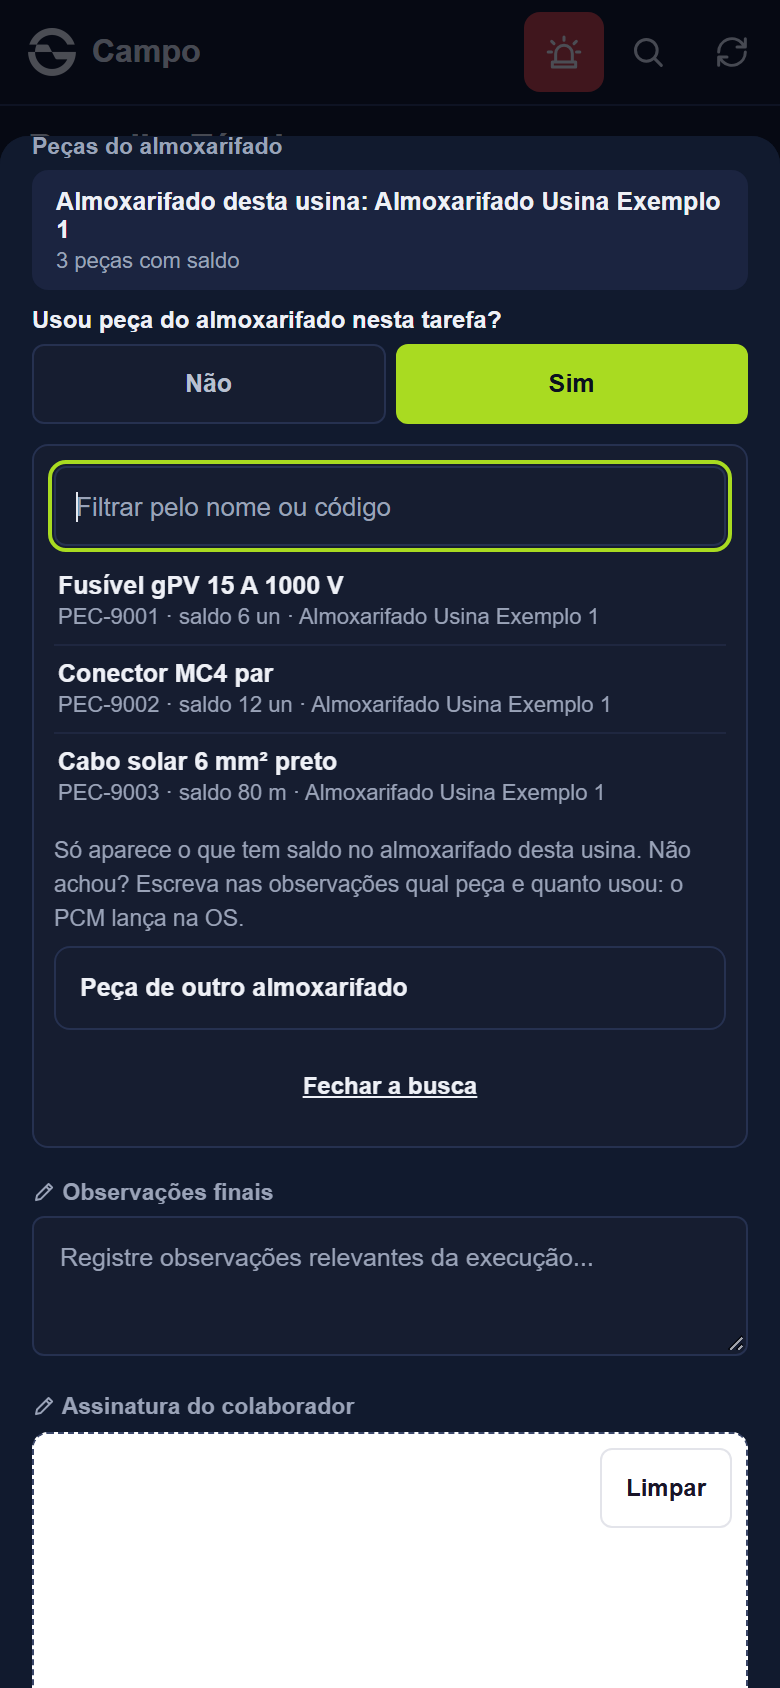 Campo
Peças do almoxarifado
Almoxarifado desta usina: Almoxarifado Usina Exemplo
1
3 peças com saldo
Usou peça do almoxarifado nesta tarefa?
Não
Sim
Filtrar pelo nome ou código
Fusível gPV 15 A 1000 V
PEC-9001 · saldo 6 un · Almoxarifado Usina Exemplo 1
Conector MC4 par
PEC-9002 · saldo 12 un · Almoxarifado Usina Exemplo 1
Cabo solar 6 mm² preto
PEC-9003 · saldo 80 m · Almoxarifado Usina Exemplo 1
Só aparece o que tem saldo no almoxarifado desta usina. Não
achou? Escreva nas observações qual peça e quanto usou: o
PCM lança na OS.
Peça de outro almoxarifado
Fechar a busca
Observações finais
Registre observações relevantes da execução...
Assinatura do colaborador
Limpar